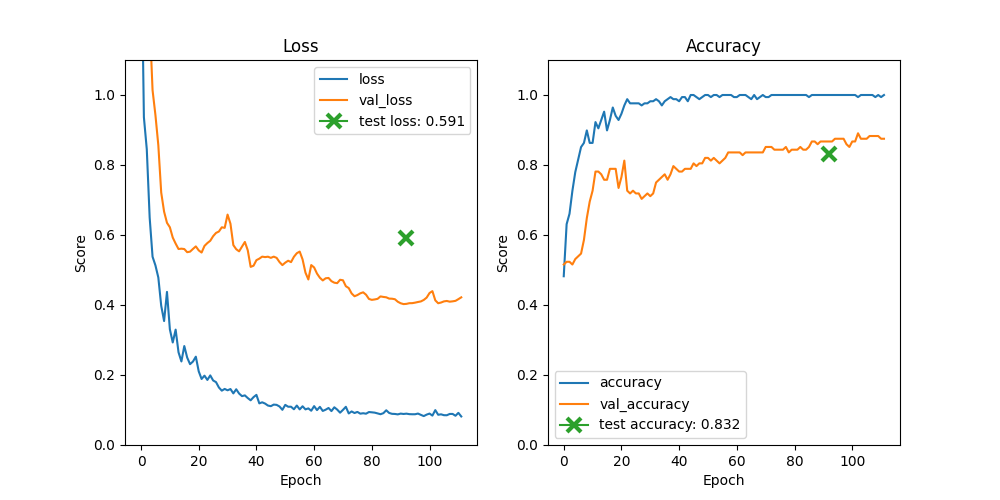 Loss
Score
1.0
0.8
0.6
0.4
0.2
0.0
loss
val_loss
test loss: 0.591
0 20 40 60 80 100
Epoch
Accuracy
Score
1.0
0.8
0.6
0.4
0.2
0.0
accuracy
val_accuracy
test accuracy: 0.832
0 20 40 60 80 100
Epoch